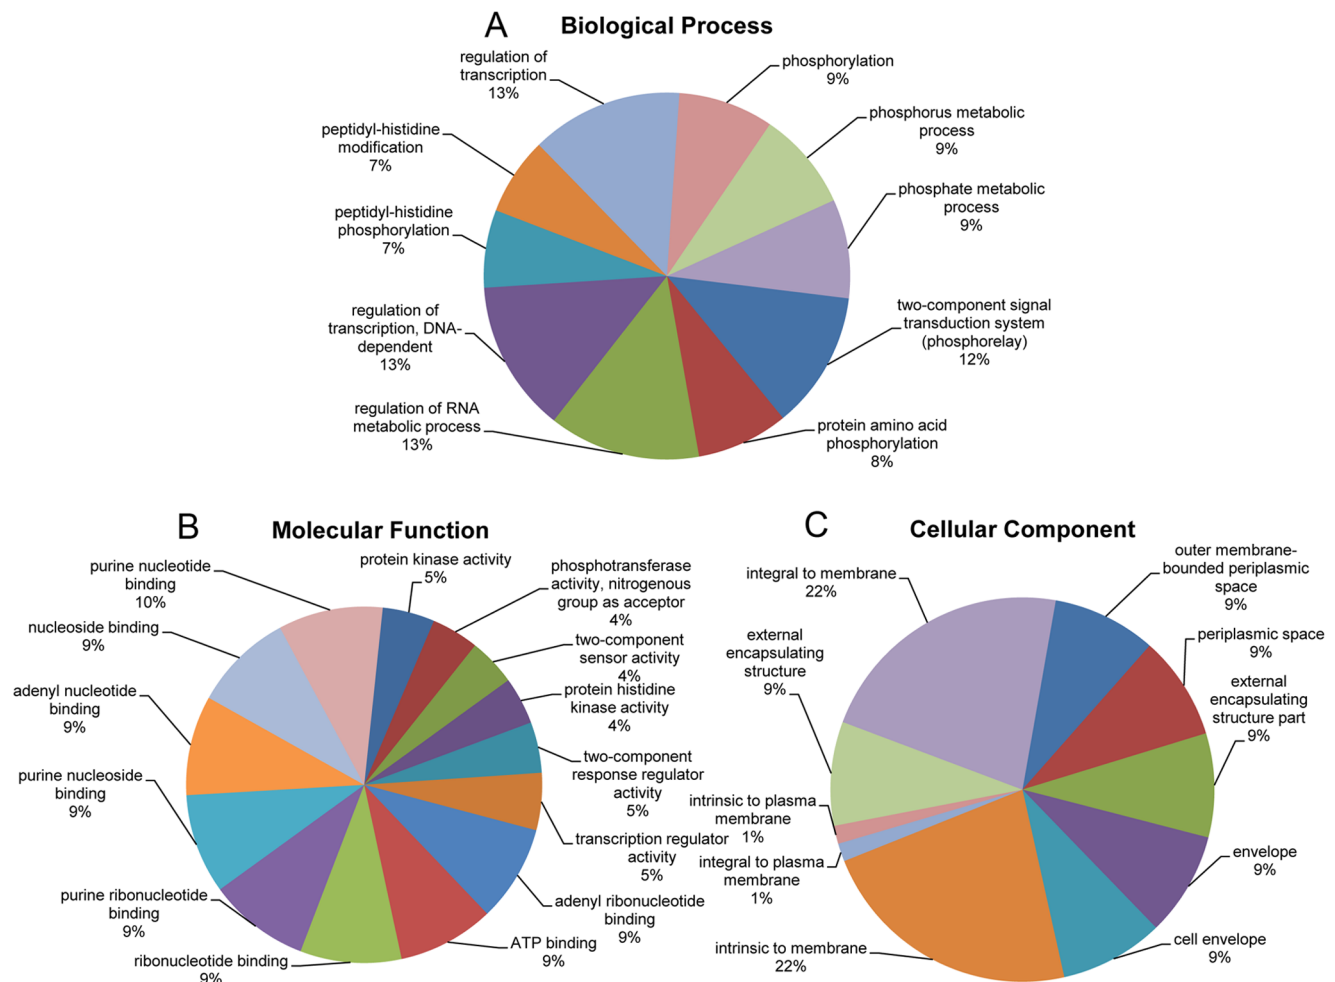 A
Biological Process
regulation of
transcription
13%
phosphorylation
9%
phosphorus metabolic
process
9%
peptidyl-histidine
modification
7%
phosphate metabolic
process
9%
peptidyl-histidine
phosphorylation
7%
regulation of
transcription, DNA-
dependent
13%
two-component signal
transduction system
(phosphorelay)
12%
regulation of RNA
metabolic process
13%
protein amino acid
phosphorylation
8%
B
Molecular Function
purine nucleotide
binding
10%
protein kinase activity
5%
phosphotransferase
activity, nitrogenous
group as acceptor
4%
nucleoside binding
9%
two-component
sensor activity
4%
adenyl nucleotide
binding
9%
protein histidine
kinase activity
4%
purine nucleoside
binding
9%
two-component
response regulator
activity
5%
transcription regulator
activity
5%
purine ribonucleotide
binding
9%
adenyl ribonucleotide
binding
9%
ribonucleotide binding
9%
ATP binding
9%
C
Cellular Component
integral to membrane
22%
outer membrane-
bounded periplasmic
space
9%
external
encapsulating
structure
9%
periplasmic space
9%
external
encapsulating
structure part
9%
intrinsic to plasma
membrane
1%
integral to plasma
membrane
1%
envelope
9%
intrinsic to membrane
22%
cell envelope
9%